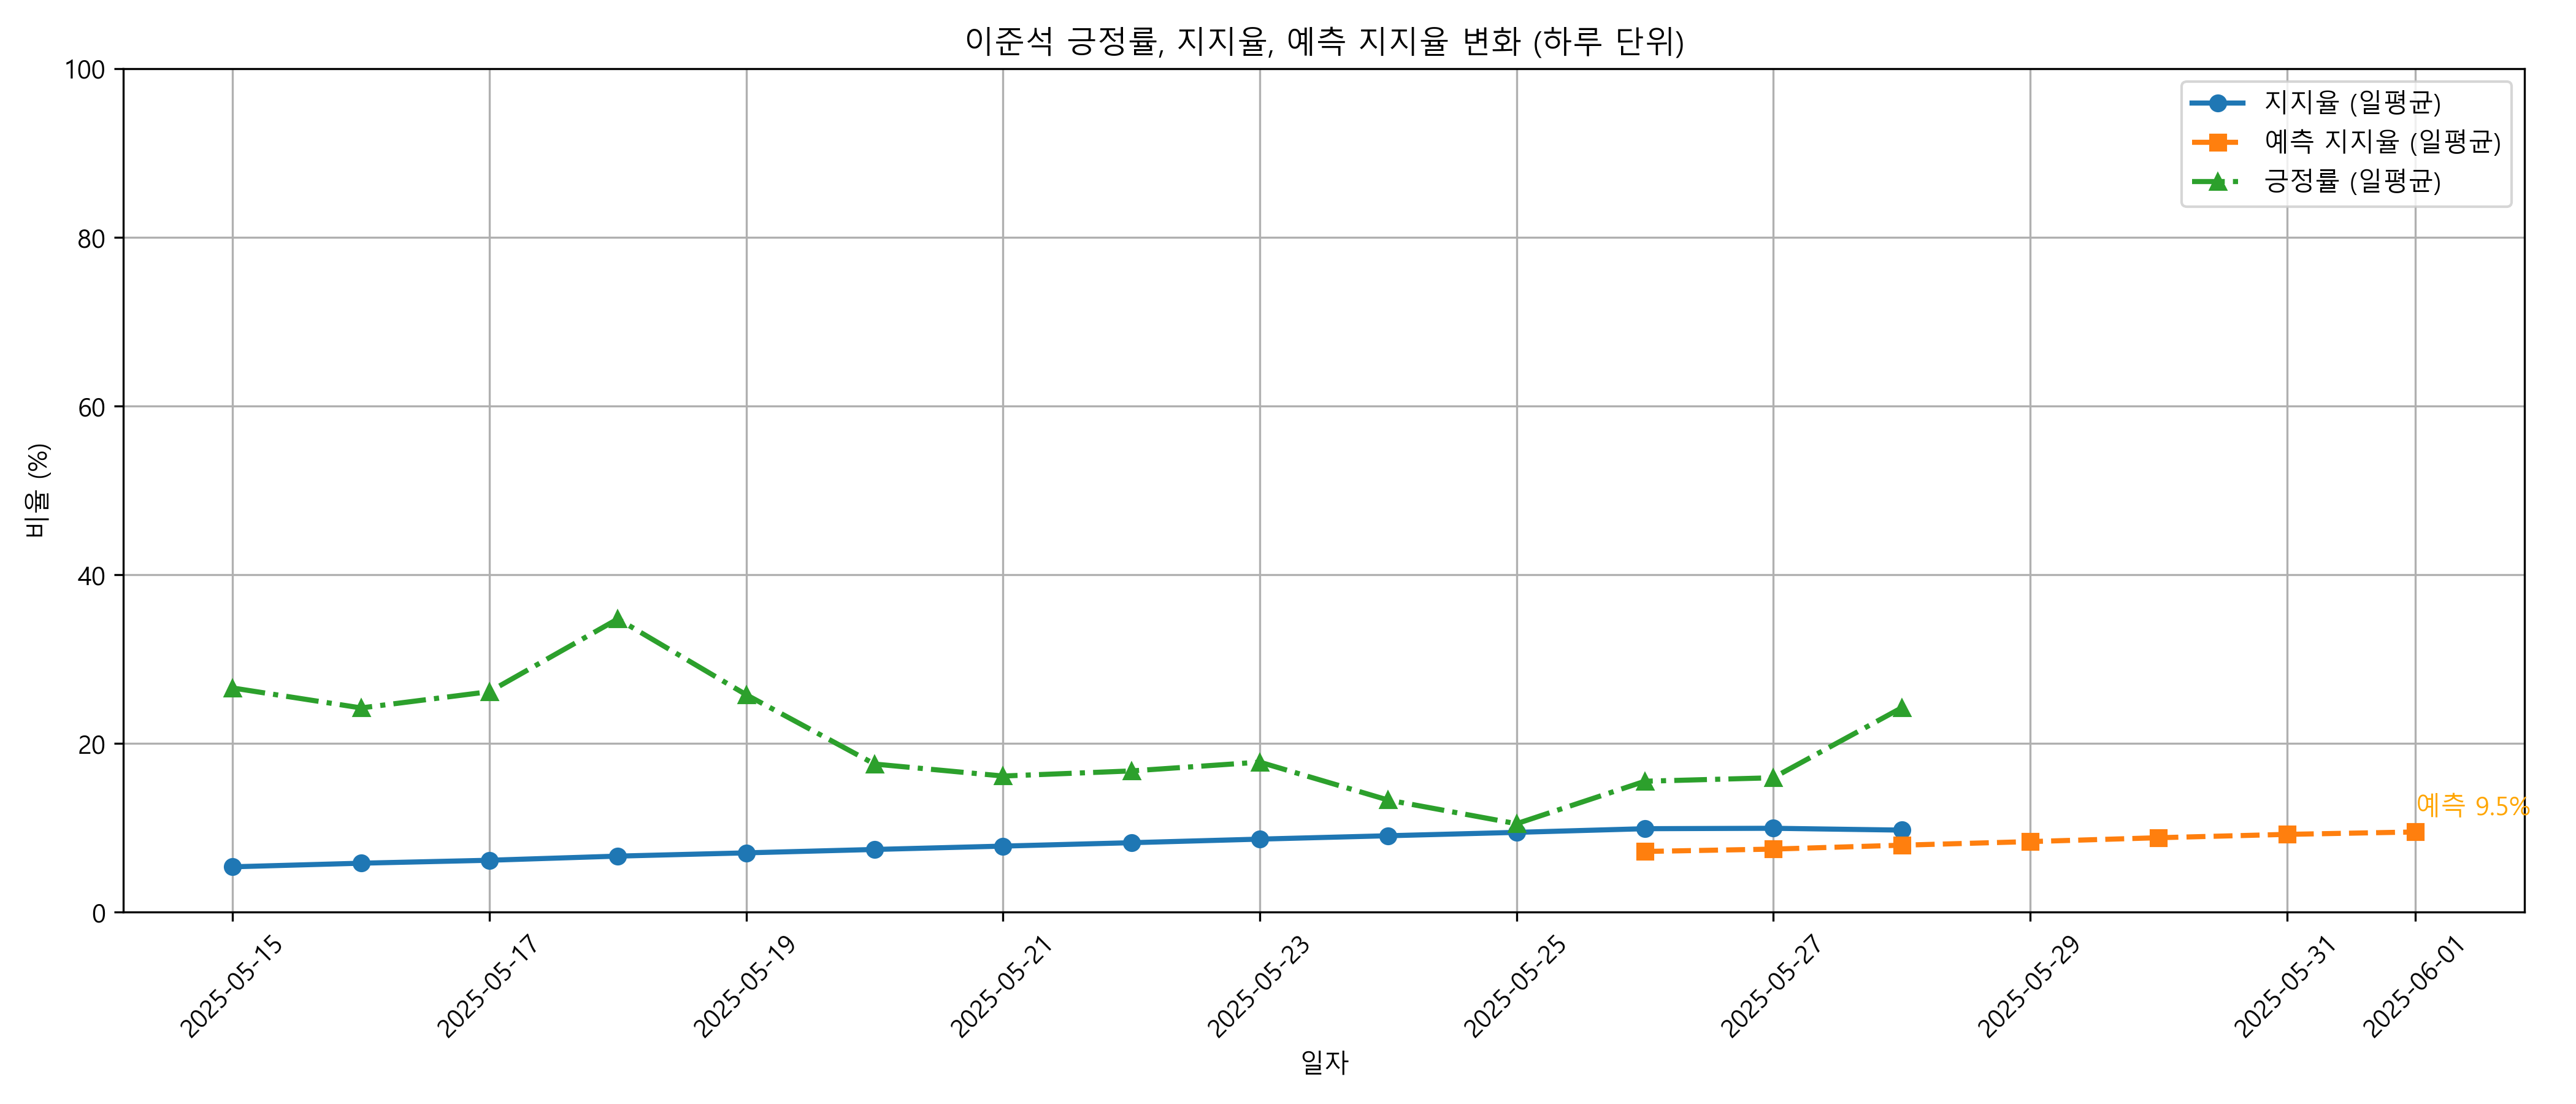 이준석 긍정률, 지지율, 예측 지지율 변화 (하루 단위)
지지율 (일평균)
예측 지지율 (일평균)
긍정률 (일평균)
비율 (%)
100
80
60
40
20
0
예측 9.5%
2025-05-15
2025-05-17
2025-05-19
2025-05-21
2025-05-23
2025-05-25
2025-05-27
2025-05-29
2025-05-31
2025-06-01
일자